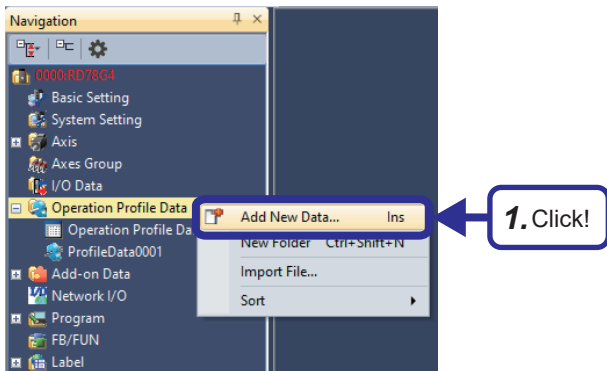 Navigation
0000:RD78G4
Basic Setting
System Setting
Axis
Axes Group
I/O Data
Operation Profile Data
Add New Data... Ins
1. Click!
Operation Profile Da
New Folder Ctrl+Shift+N
ProfileData0001
Import File...
Add-on Data
Network I/O
Sort
Program
FB/FUN
Label